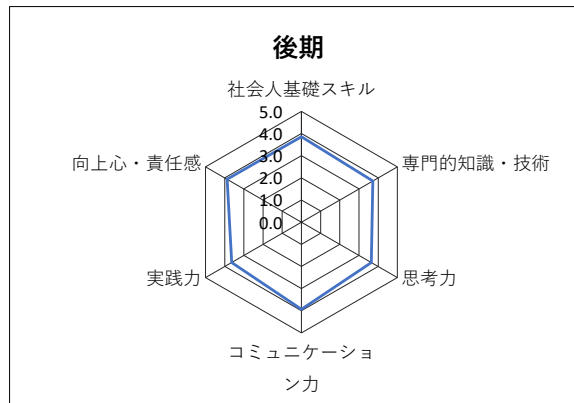 後期
社会人基礎スキル
5.0
4.0
3.0
2.0
1.0
0.0
向上心・責任感
専門的知識・技術
実践力
思考力
コミュニケーショ
ン力